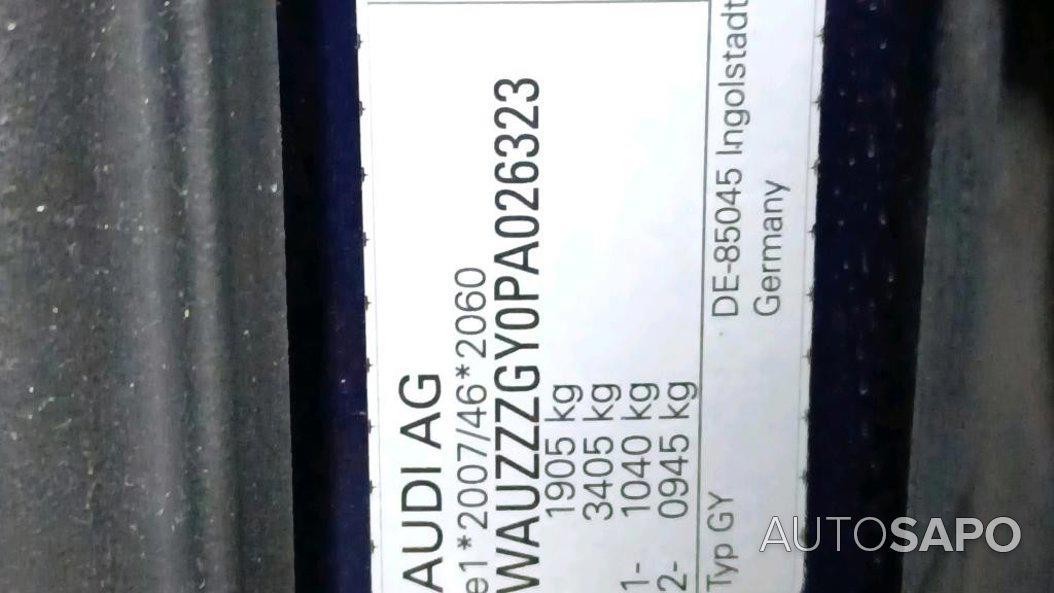 AUDI AG
e1*2007/46*2060
WAUZZZGY0PA026323
1905 kg
3405 kg
1- 1040 kg
2- 0945 kg
Typ GY
DE-85045 Ingolstadt
Germany
AUTOSAPO